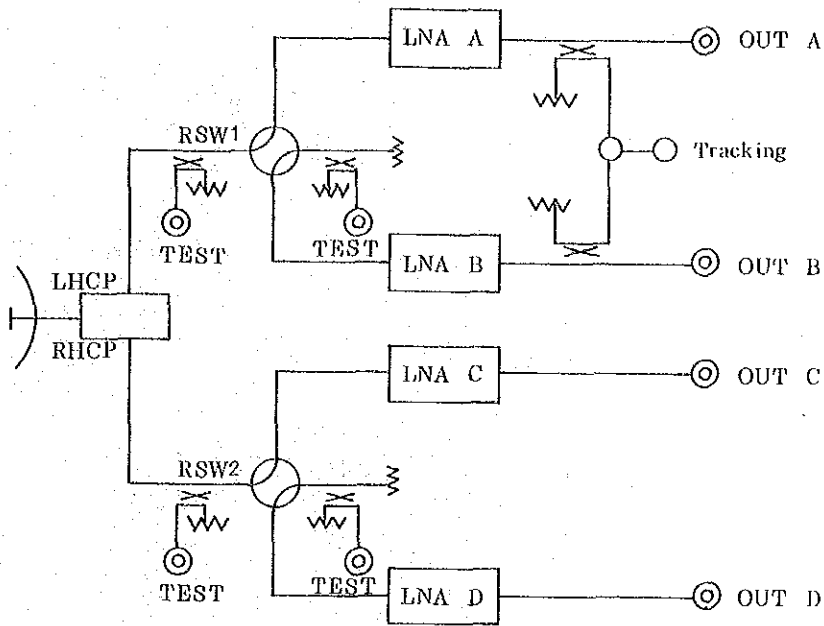 LNA A
OUT A
RSW1
TEST
TEST
Tracking
LNA B
OUT B
LHCP
RHCP
LNA C
OUT C
RSW2
TEST
TEST
LNA D
OUT D